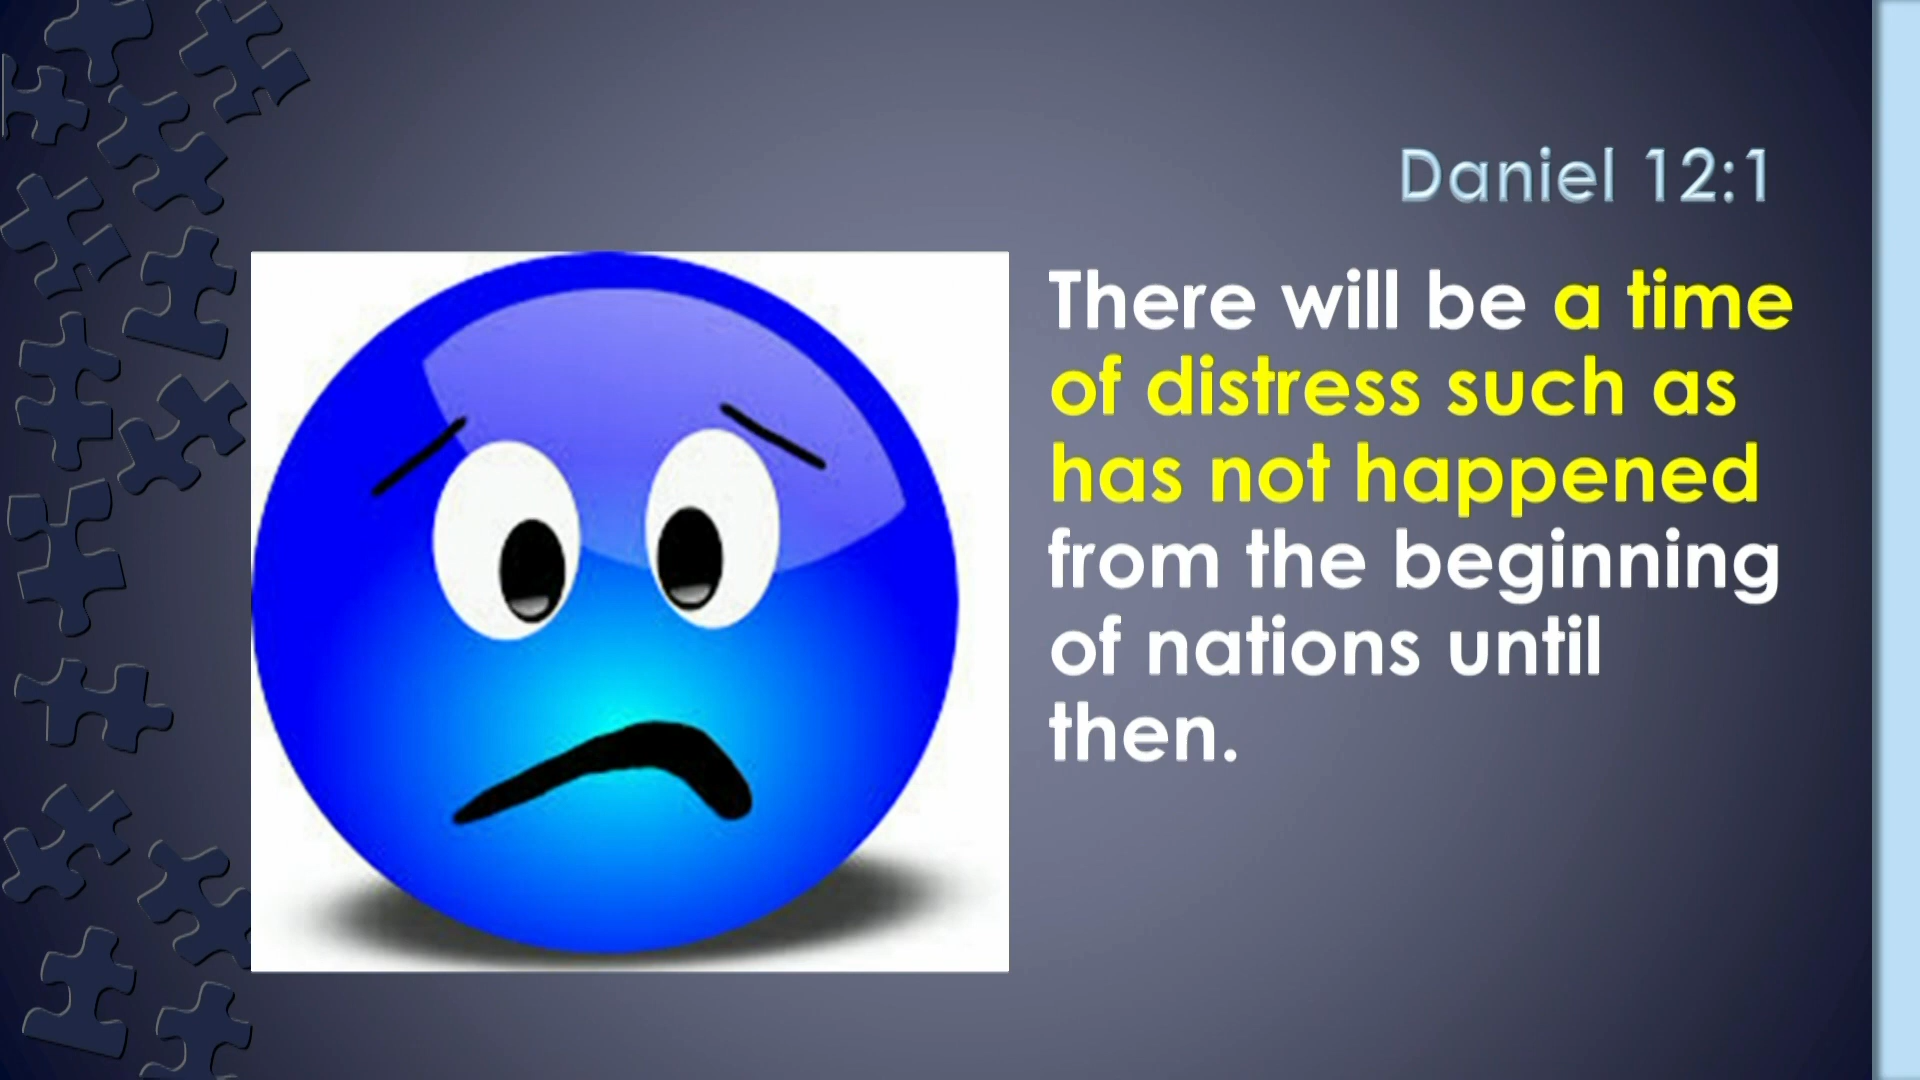 Daniel 12:1
There will be a time
of distress such as
has not happened
from the beginning
of nations until
then.